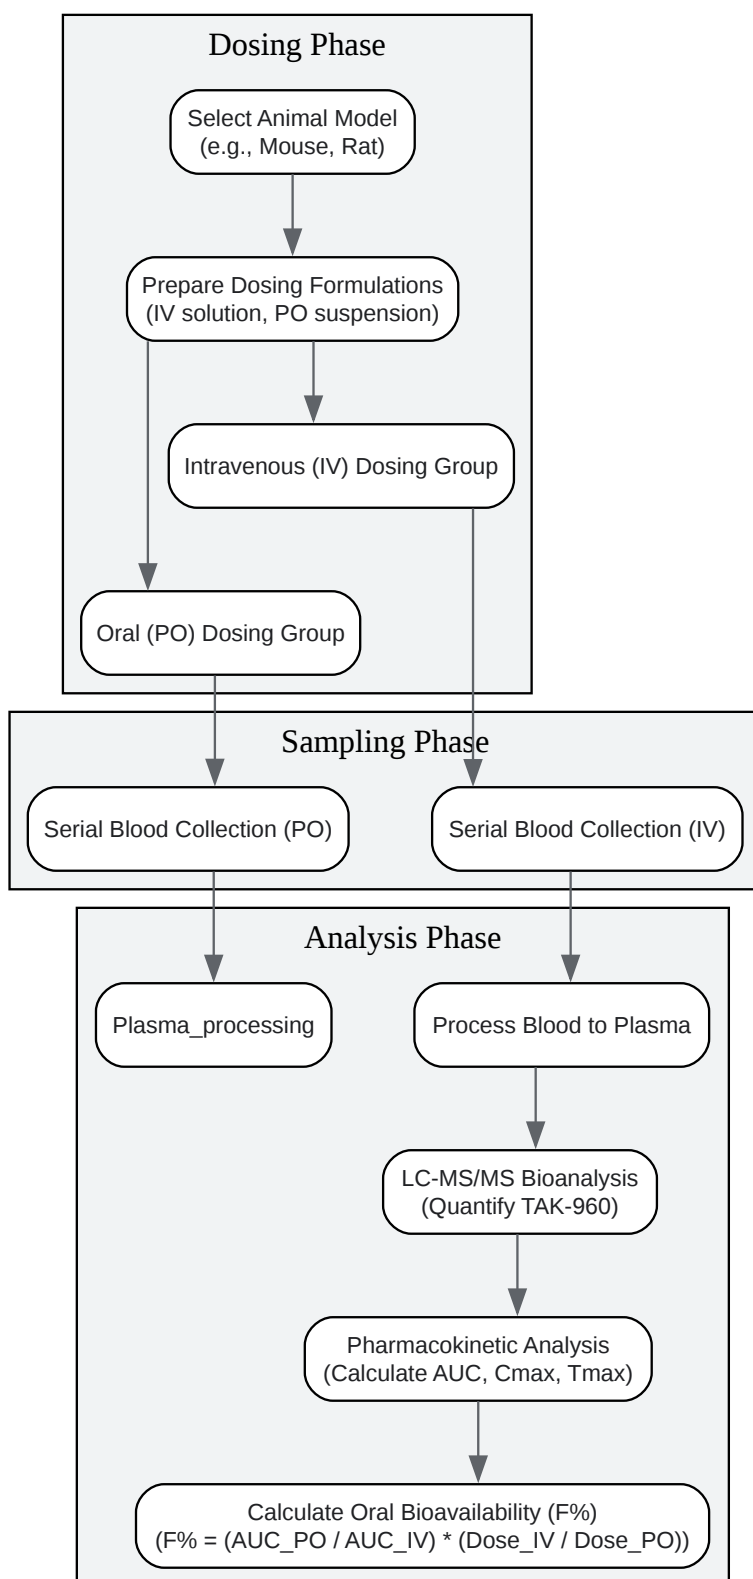 Dosing Phase
Select Animal Model
(e.g., Mouse, Rat)
Prepare Dosing Formulations
(IV solution, PO suspension)
Intravenous (IV) Dosing Group
Oral (PO) Dosing Group
Sampling Phase
Serial Blood Collection (PO)
Serial Blood Collection (IV)
Analysis Phase
Plasma_processing
Process Blood to Plasma
LC-MS/MS Bioanalysis
(Quantify TAK-960)
Pharmacokinetic Analysis
(Calculate AUC, Cmax, Tmax)
Calculate Oral Bioavailability (F%)
(F% = (AUC_PO / AUC_IV) * (Dose_IV / Dose_PO))